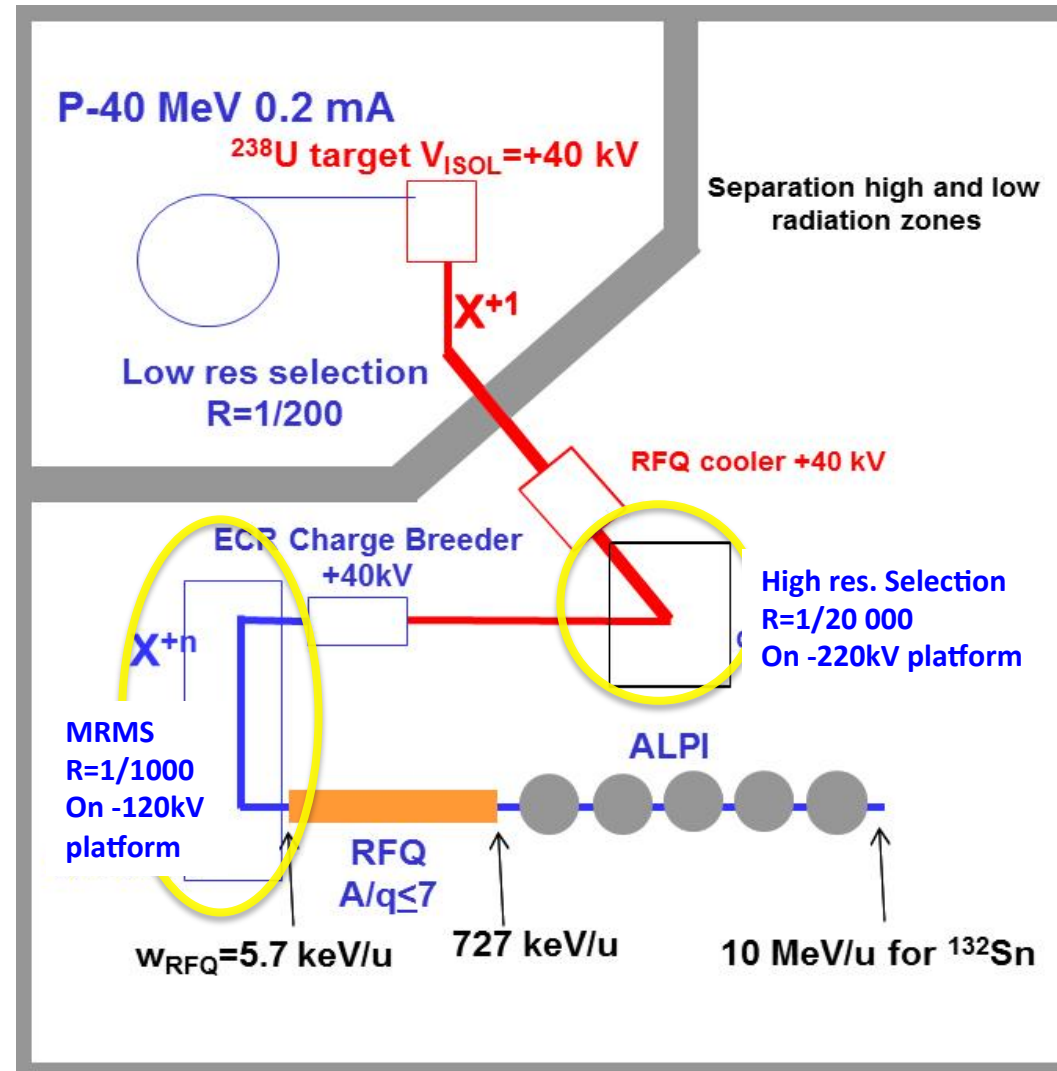 P-40 MeV 0.2 mA
²³⁸U target V_ISOL=+40 kV
Separation high and low
radiation zones
X⁺¹
Low res selection
R=1/200
RFQ cooler +40 kV
ECR Charge Breeder
+40kV
High res. Selection
R=1/20 000
On -220kV platform
X⁺ⁿ
MRMS
R=1/1000
On -120kV
platform
ALPI
RFQ
A/q≤7
w_RFQ=5.7 keV/u
727 keV/u
10 MeV/u for ¹³²Sn